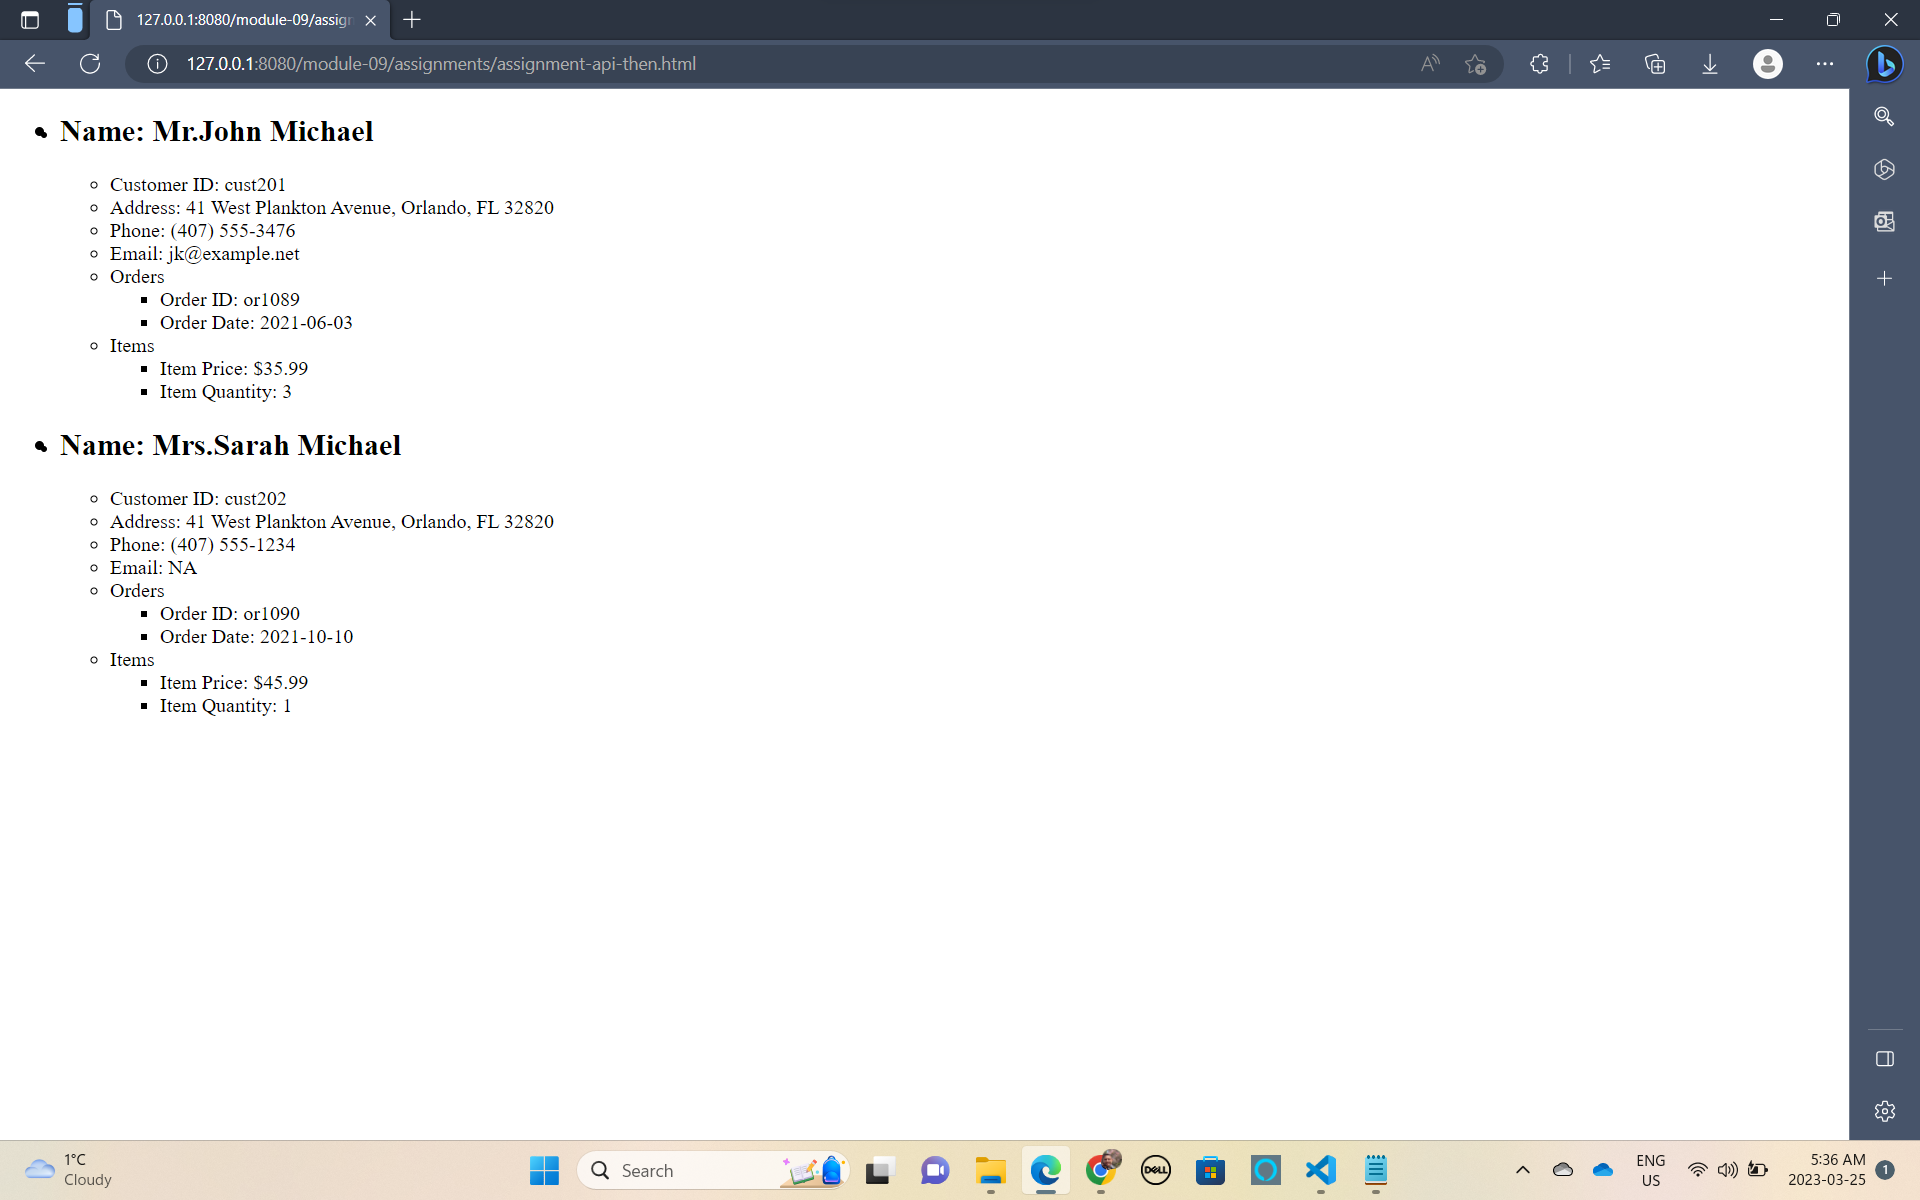 127.0.0.1:8080/module-09/assign
127.0.0.1:8080/module-09/assignments/assignment-api-then.html
Name: Mr.John Michael
Customer ID: cust201
Address: 41 West Plankton Avenue, Orlando, FL 32820
Phone: (407) 555-3476
Email: jk@example.net
Orders
Order ID: or1089
Order Date: 2021-06-03
Items
Item Price: $35.99
Item Quantity: 3
Name: Mrs.Sarah Michael
Customer ID: cust202
Address: 41 West Plankton Avenue, Orlando, FL 32820
Phone: (407) 555-1234
Email: NA
Orders
Order ID: or1090
Order Date: 2021-10-10
Items
Item Price: $45.99
Item Quantity: 1
1°C
Cloudy
Search
DELL
ENG
US
5:36 AM
2023-03-25
1